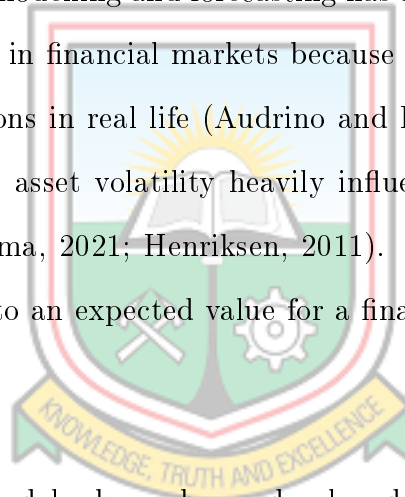 in financial markets because
ons in real life (Audrino and
asset volatility heavily influe
ma, 2021; Henriksen, 2011).
to an expected value for a fina
KNOWLEDGE, TRUTH AND EXCELLENCE